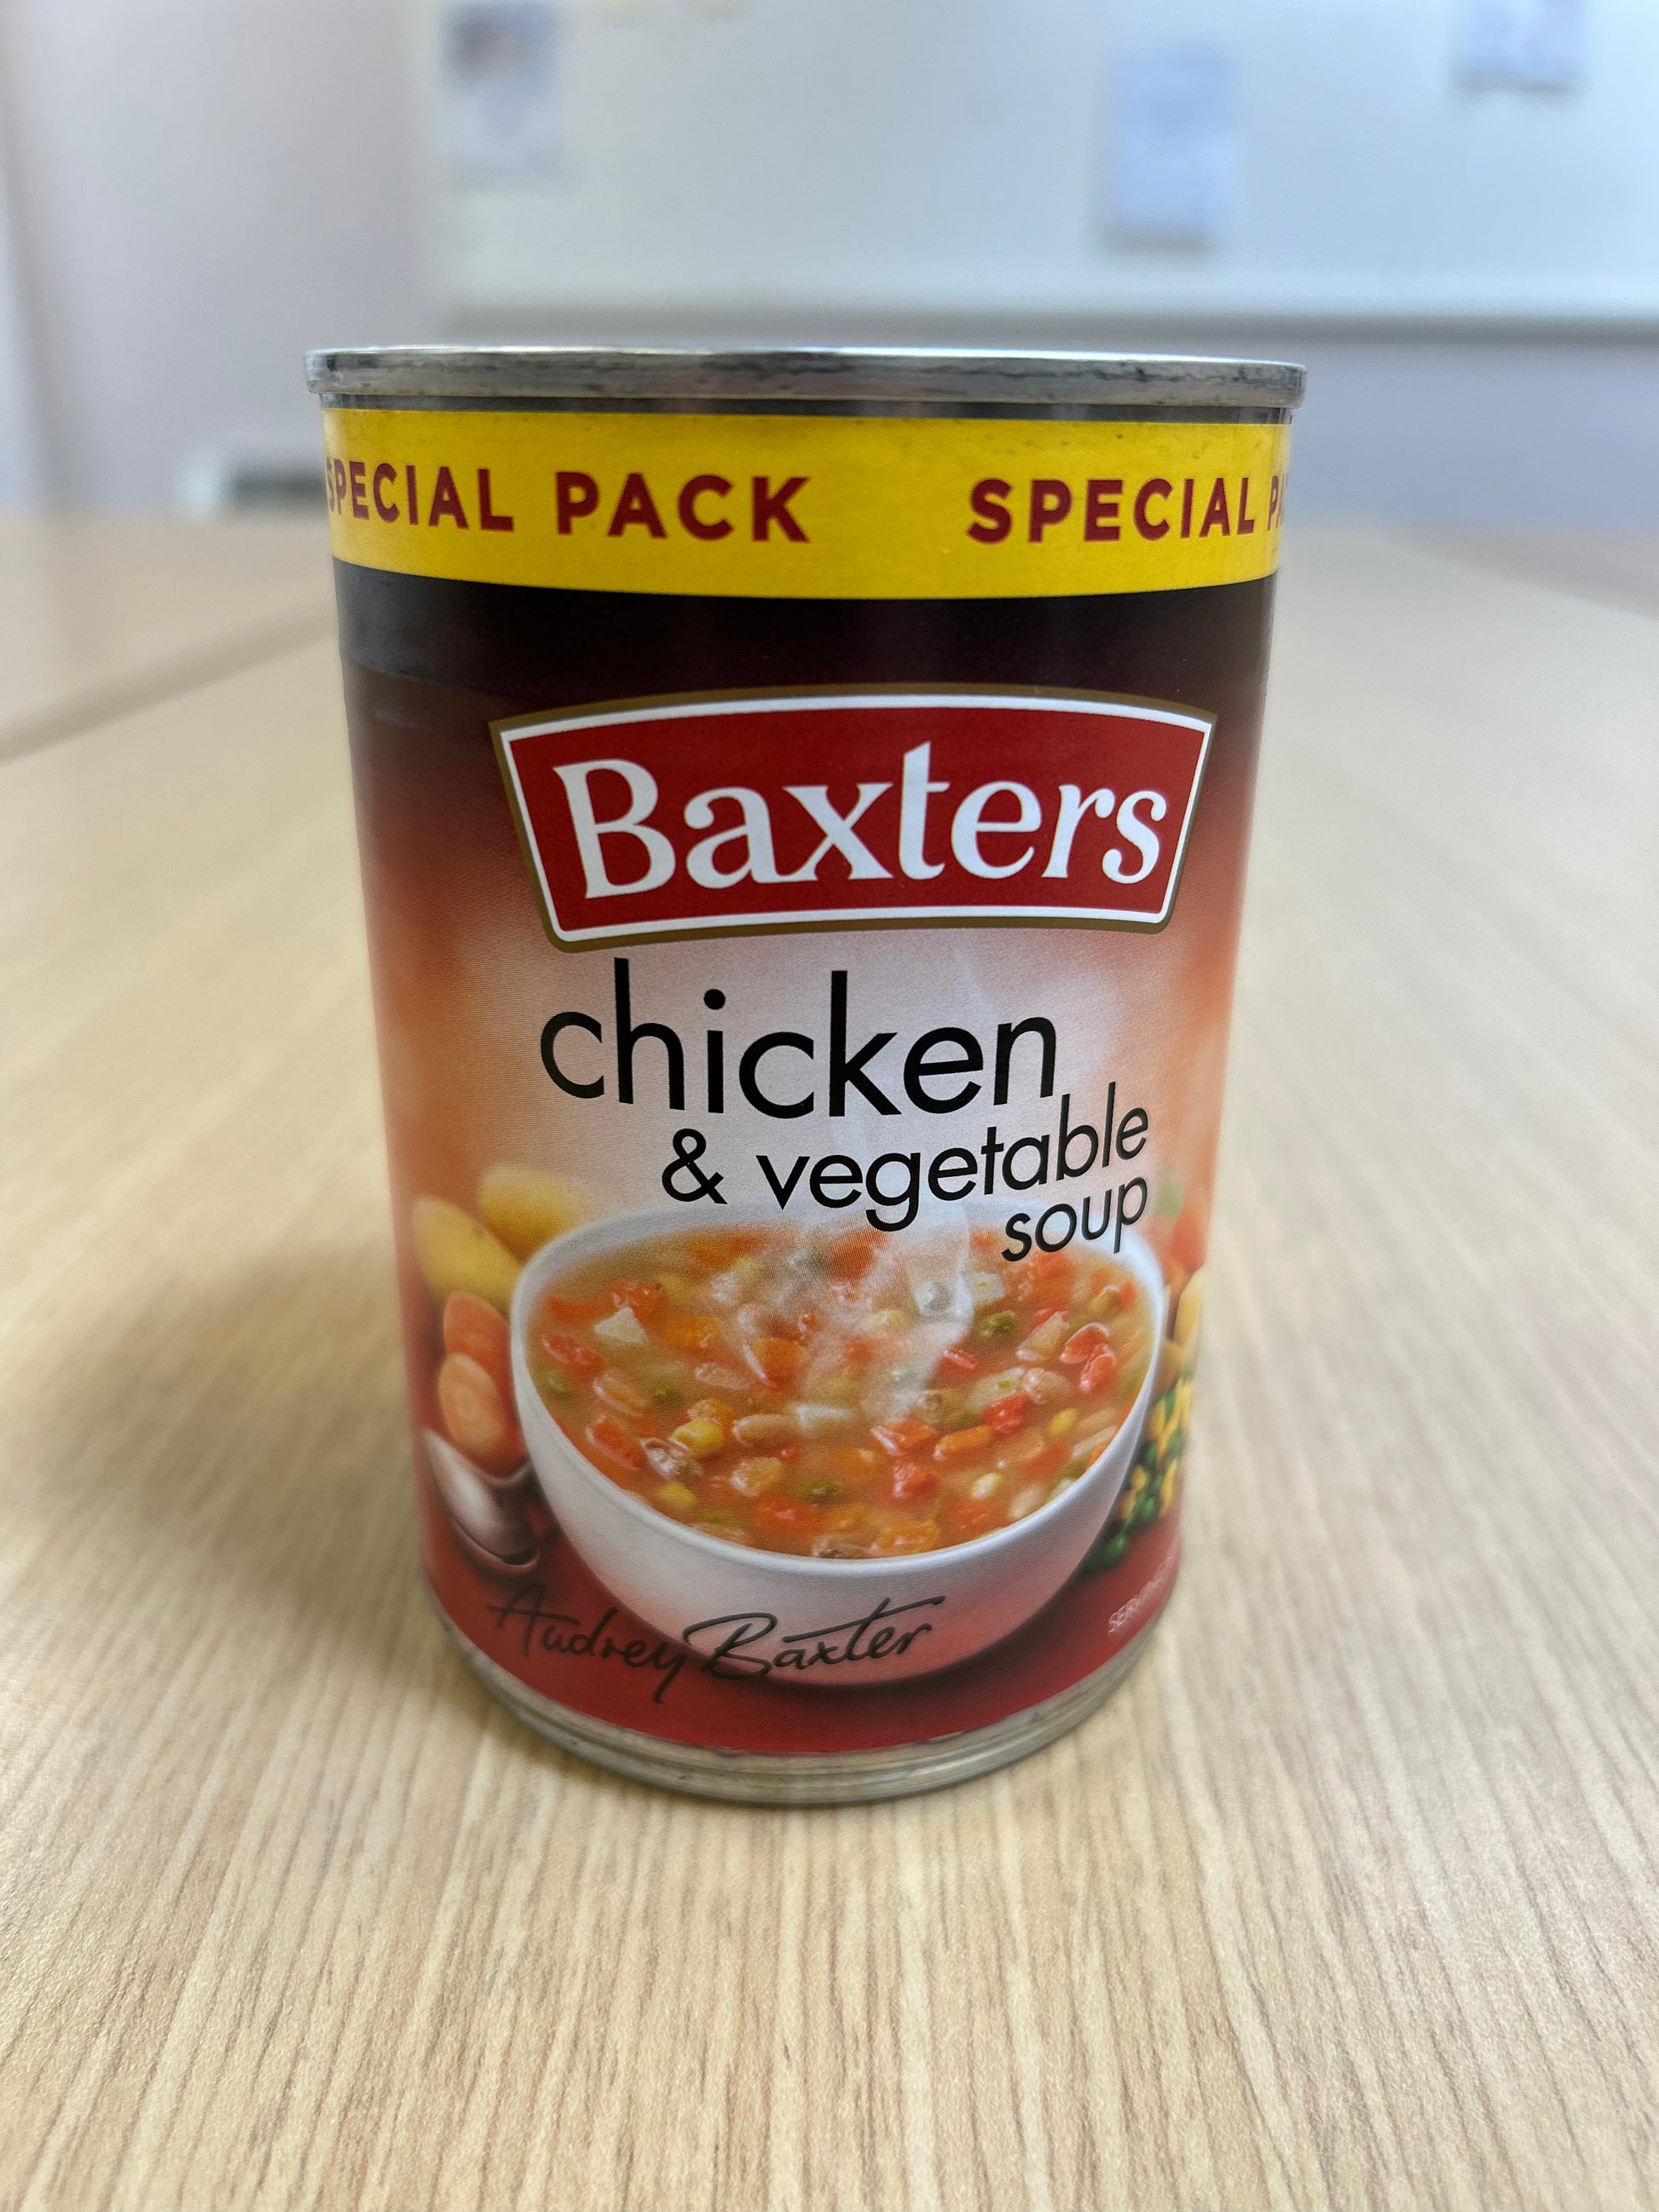 SPECIAL PACK SPECIAL
Baxters
chicken
& vegetable
soup
Audrey Baxter